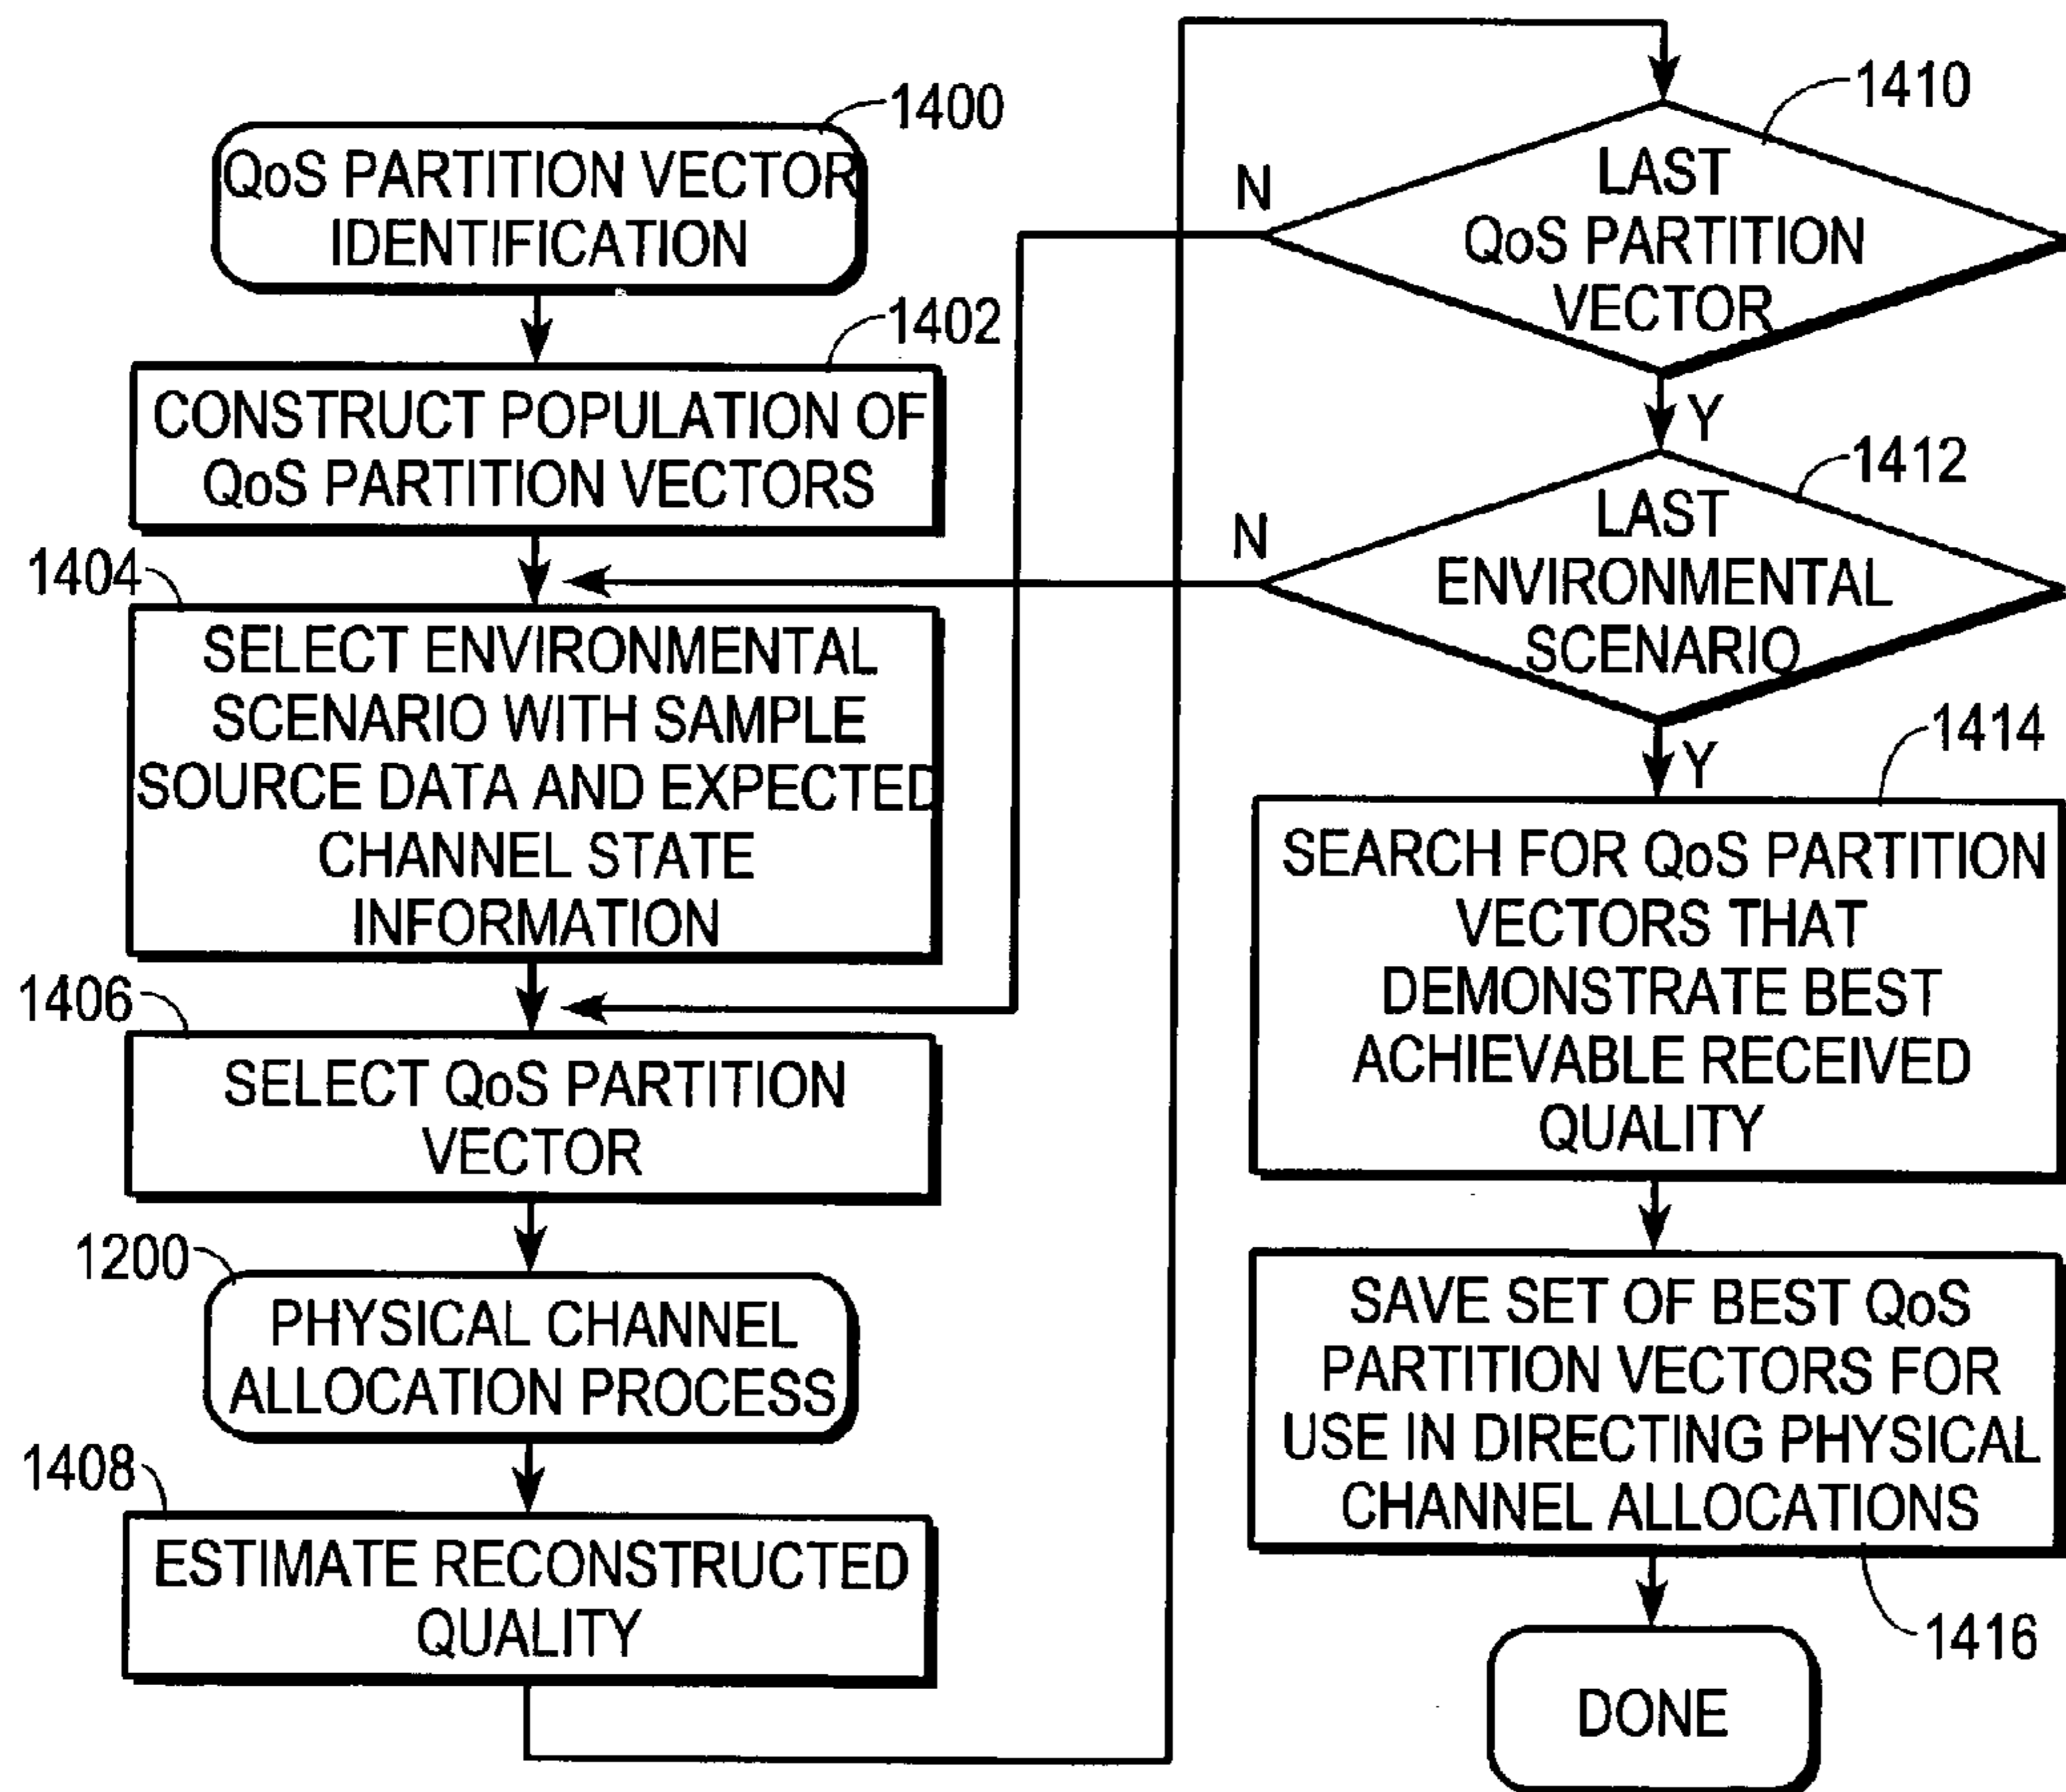 1400
QoS PARTITION VECTOR
IDENTIFICATION
1402
CONSTRUCT POPULATION OF
QoS PARTITION VECTORS
1404
SELECT ENVIRONMENTAL
SCENARIO WITH SAMPLE
SOURCE DATA AND EXPECTED
CHANNEL STATE
INFORMATION
1406
SELECT QoS PARTITION
VECTOR
1200
PHYSICAL CHANNEL
ALLOCATION PROCESS
1408
ESTIMATE RECONSTRUCTED
QUALITY
1410
LAST
QoS PARTITION
VECTOR
N
Y
1412
LAST
ENVIRONMENTAL
SCENARIO
N
Y
1414
SEARCH FOR QoS PARTITION
VECTORS THAT
DEMONSTRATE BEST
ACHIEVABLE RECEIVED
QUALITY
SAVE SET OF BEST QoS
PARTITION VECTORS FOR
USE IN DIRECTING PHYSICAL
CHANNEL ALLOCATIONS
1416
DONE